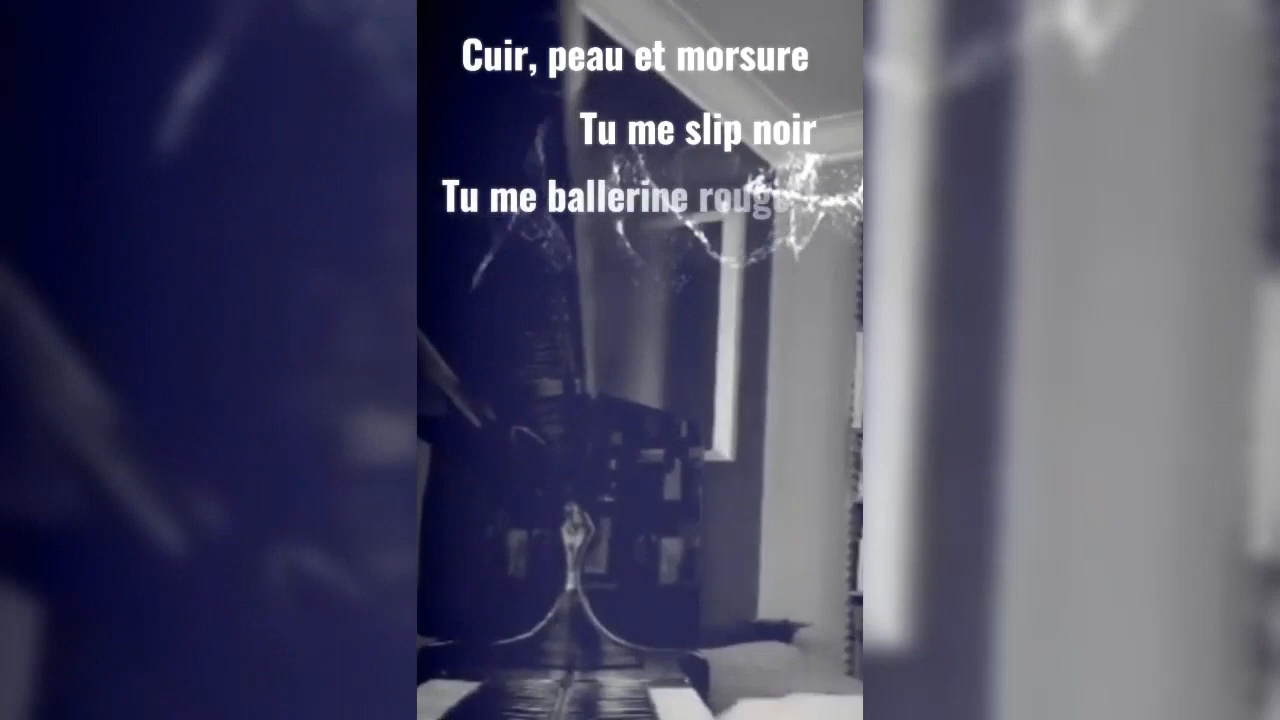 Cuir, peau et morsure
Tu me slip noir
Tu me ballerine rouge